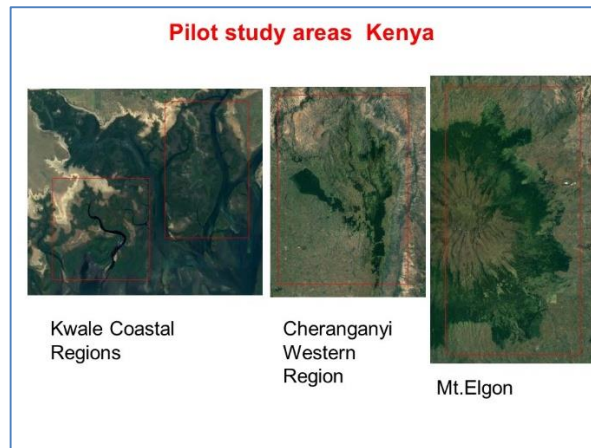 Pilot study areas  Kenya
Kwale Coastal
Regions
Cheranganyi
Western
Region
Mt.Elgon